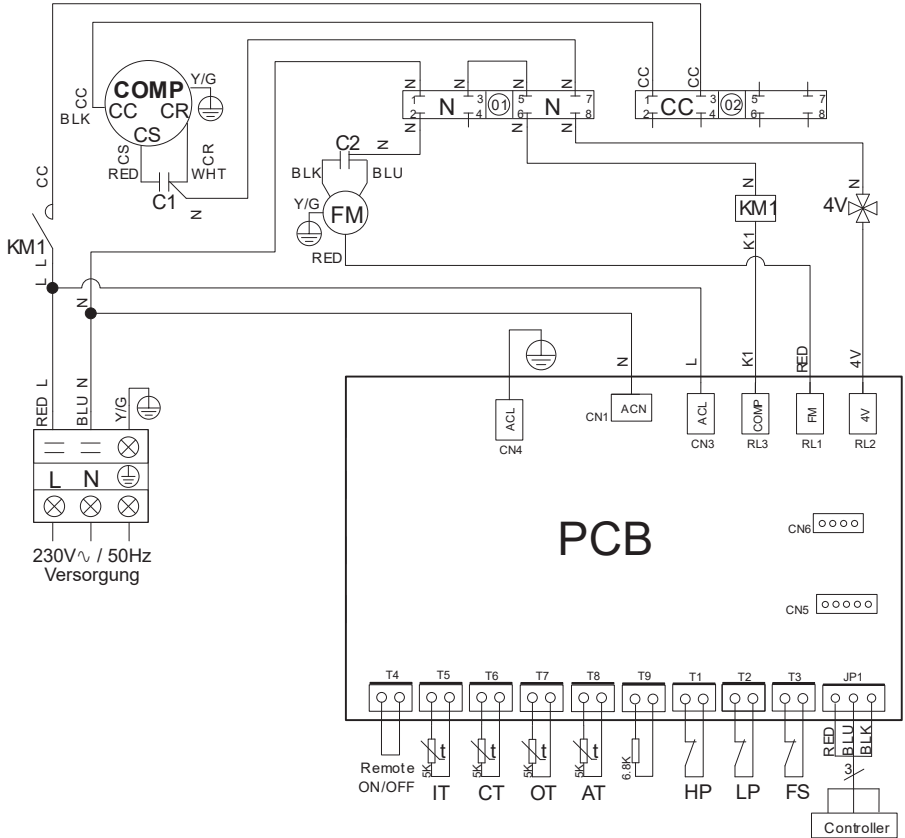 CC
BLK
CC
COMP
CC
CR
CS
Y/G
CS
RED
CR
WHT
C1
N
CC
KM1
L
L
N
N
N
N
N
1
2
N
3
4
01
5
6
N
7
8
N
N
N
CC
CC
1
2
CC
3
4
02
5
6
7
8
C2
N
BLK
BLU
Y/G
FM
RED
N
KM1
K1
N
4V
N
RED L
BLU N
Y/G
L N
230V∿ / 50Hz
Versorgung
N
L
K1
RED
4V
ACL
CN4
CN1
ACN
ACL
CN3
COMP
RL3
FM
RL1
4V
RL2
PCB
CN6
CN5
T4
T5
T6
T7
T8
T9
T1
T2
T3
JP1
RED
BLU
BLK
Remote
ON/OFF
5K
t
IT
5K
t
CT
5K
t
OT
5K
t
AT
6.8K
HP
LP
FS
3
Controller